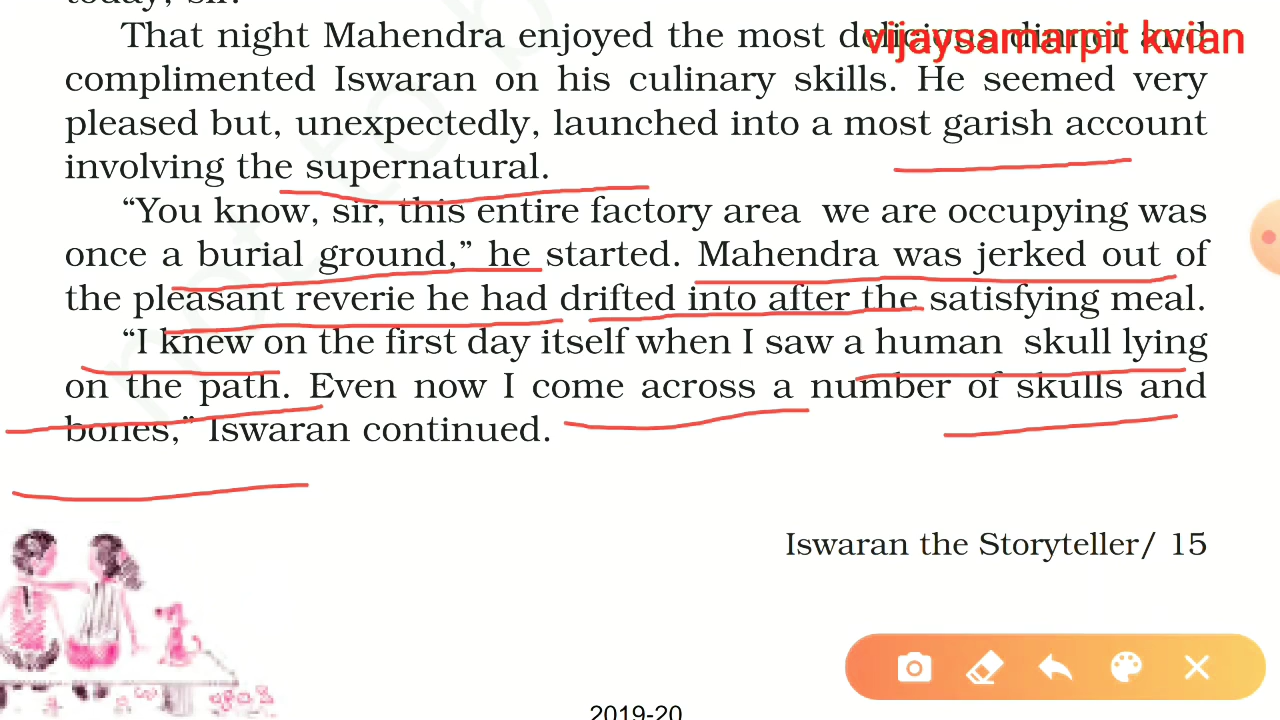 today, sir.
That night Mahendra enjoyed the most delicious dinner and
vijaysamarpit kvian
complimented Iswaran on his culinary skills. He seemed very
pleased but, unexpectedly, launched into a most garish account
involving the supernatural.
“You know, sir, this entire factory area we are occupying was
once a burial ground,” he started. Mahendra was jerked out of
the pleasant reverie he had drifted into after the satisfying meal.
“I knew on the first day itself when I saw a human skull lying
on the path. Even now I come across a number of skulls and
bones,” Iswaran continued.
Iswaran the Storyteller/ 15
2019-20